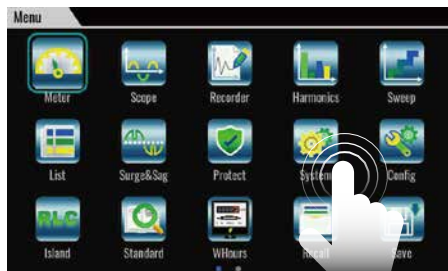 Menu
Meter Scope Recorder Harmonics Sweep
List Surge&Sag Protect System Config
RLC
Island Standard WHours Recall Save